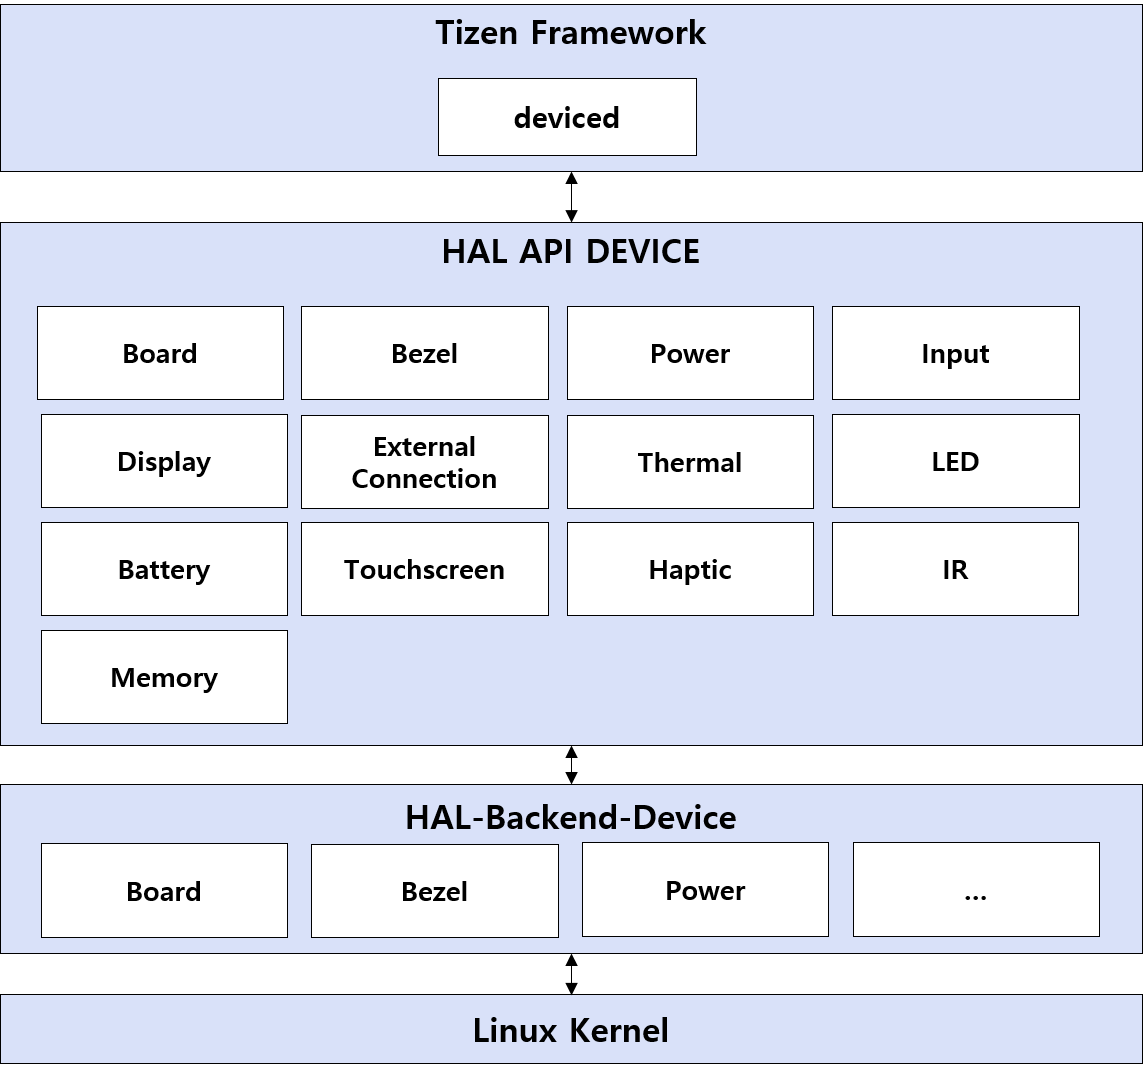 Tizen Framework
deviced
HAL API DEVICE
Board
Bezel
Power
Input
Display
External
Connection
Thermal
LED
Battery
Touchscreen
Haptic
IR
Memory
HAL-Backend-Device
Board
Bezel
Power
...
Linux Kernel